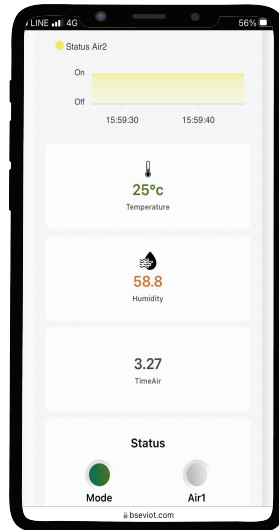 LINE 4G 56%
Status Air2
On
Off
15:59:30 15:59:40
25°c
Temperature
58.8
Humidity
3.27
TimeAir
Status
Mode Air1
bseviot.com